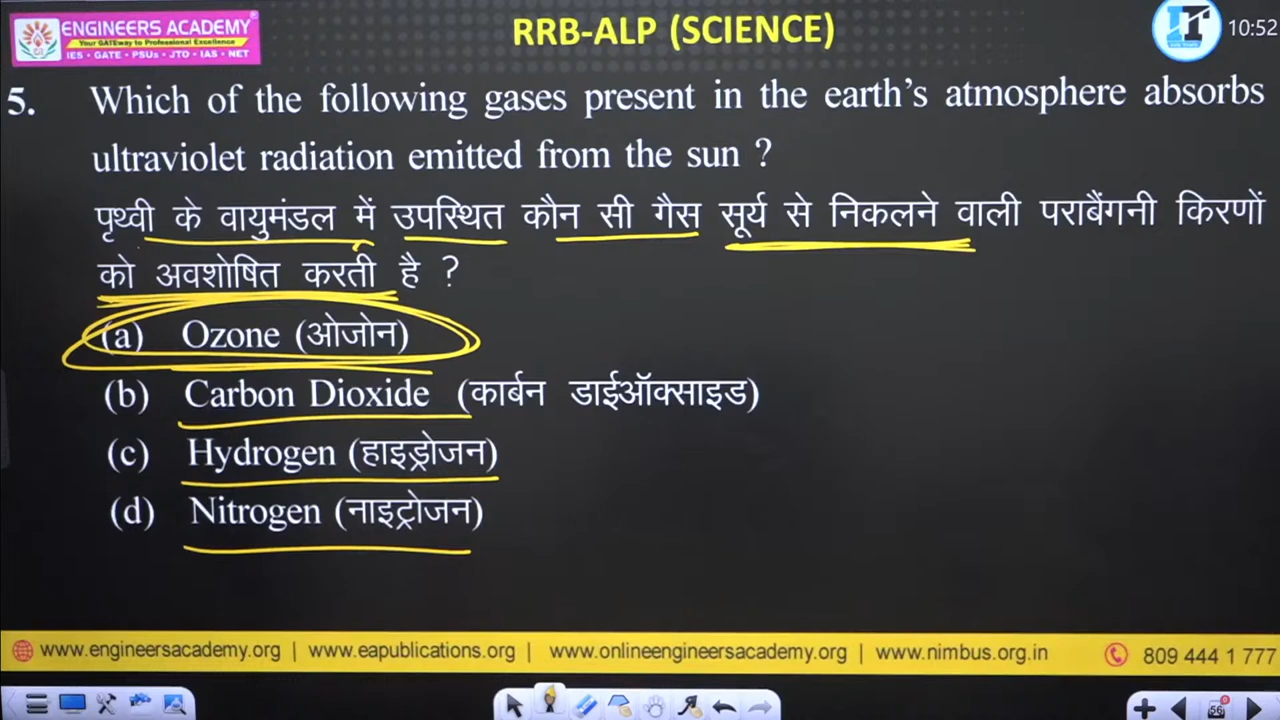 ENGINEERS ACADEMY
Your GATEway to Professional Excellence
IES • GATE • PSUs • JTO • IAS • NET
RRB-ALP (SCIENCE)
10:52
5. Which of the following gases present in the earth's atmosphere absorbs
ultraviolet radiation emitted from the sun ?
पृथ्वी के वायुमंडल में उपस्थित कौन सी गैस सूर्य से निकलने वाली पराबैंगनी किरणों
को अवशोषित करती है ?
(a) Ozone (ओजोन)
(b) Carbon Dioxide (कार्बन डाईऑक्साइड)
(c) Hydrogen (हाइड्रोजन)
(d) Nitrogen (नाइट्रोजन)
www.engineersacademy.org | www.eapublications.org | www.onlineengineersacademy.org | www.nimbus.org.in 809 444 1 777
56